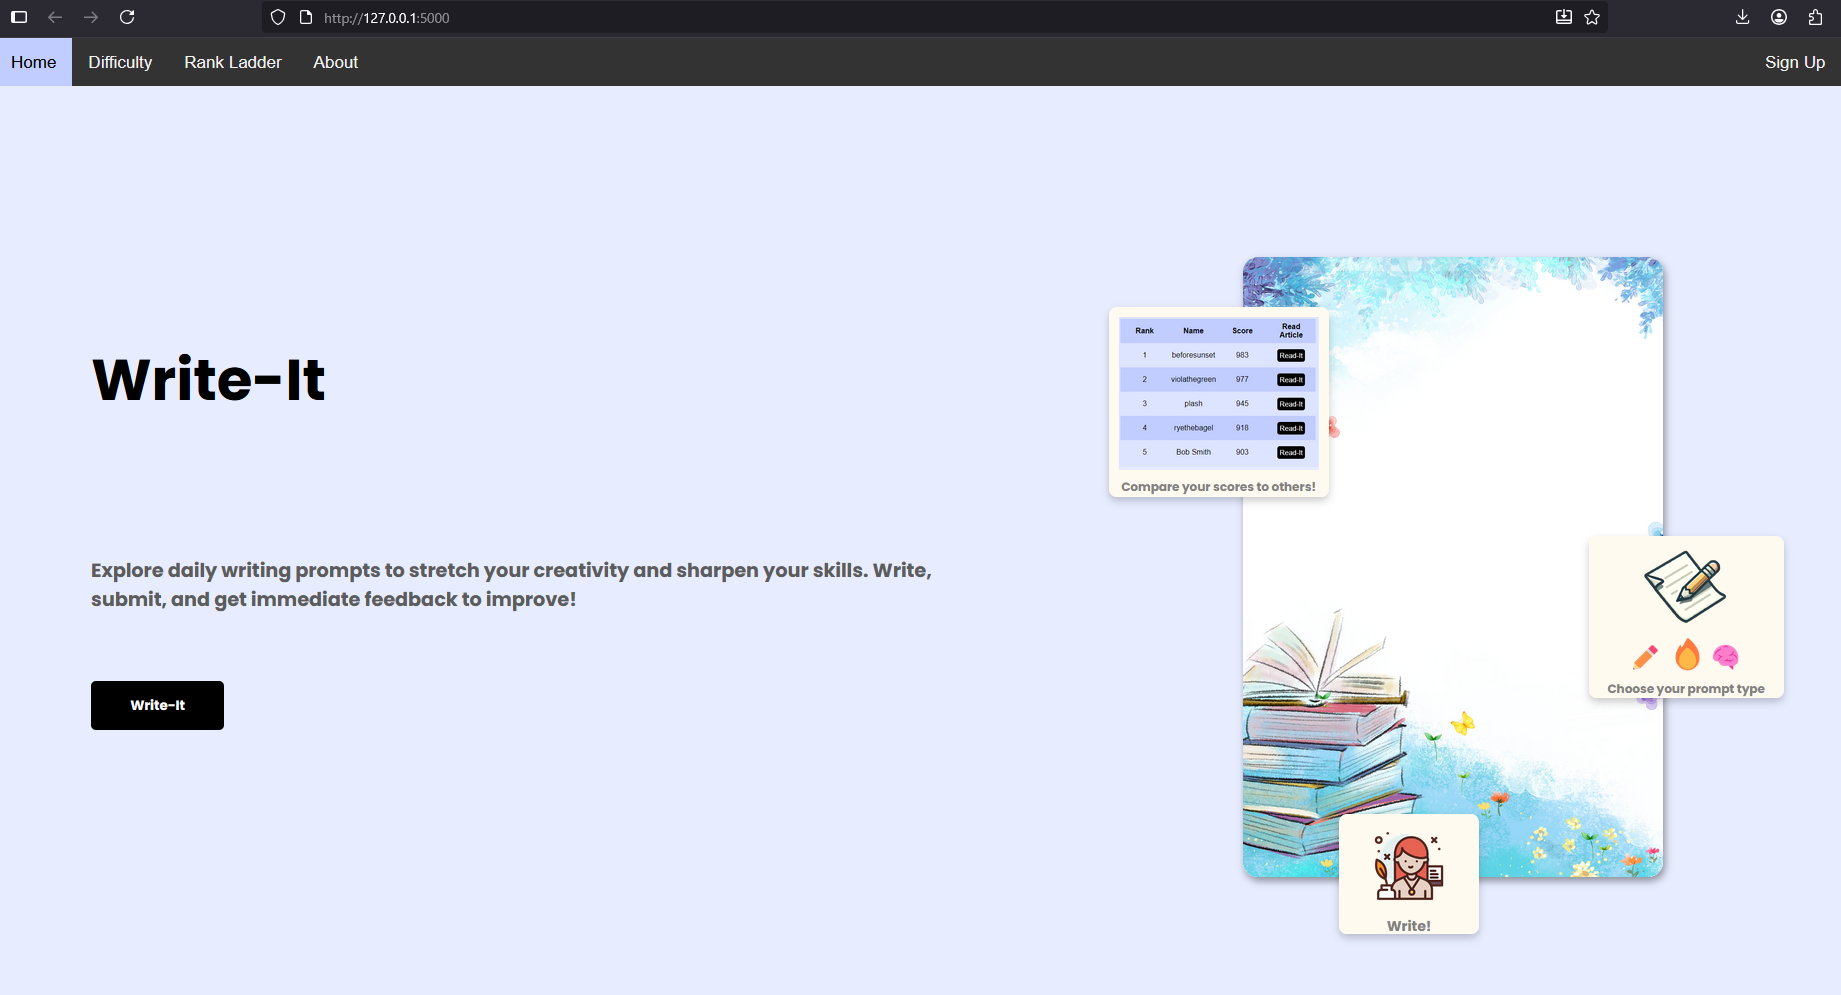 http://127.0.0.1:5000
Home Difficulty Rank Ladder About Sign Up
Write-It
Explore daily writing prompts to stretch your creativity and sharpen your skills. Write,
submit, and get immediate feedback to improve!
Write-It
Rank Name Score Read
Article
1 beforesunset 983 Read-It
2 violathegreen 977 Read-It
3 plash 945 Read-It
4 ryethebagel 918 Read-It
5 Bob Smith 903 Read-It
Compare your scores to others!
Choose your prompt type
Write!